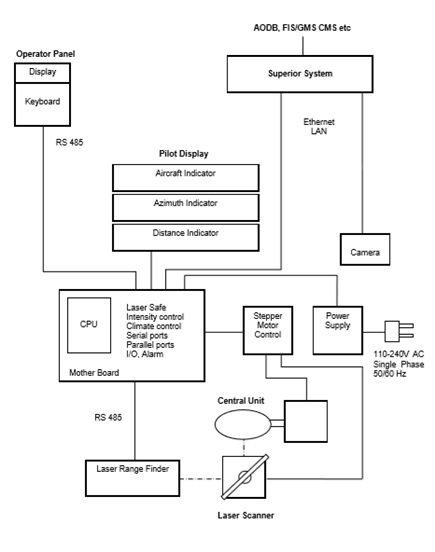 AODB, FIS/GMS CMS etc
Operator Panel
Display
Keyboard
Superior System
RS 485
Ethernet
LAN
Pilot Display
Aircraft Indicator
Azimuth Indicator
Distance Indicator
Camera
CPU
Laser Safe
Intensity control
Climate control
Serial ports
Parallel ports
I/O, Alarm
Mother Board
Stepper
Motor
Control
Power
Supply
110-240V AC
Single Phase
50/60 Hz
RS 485
Central Unit
Laser Range Finder
Laser Scanner